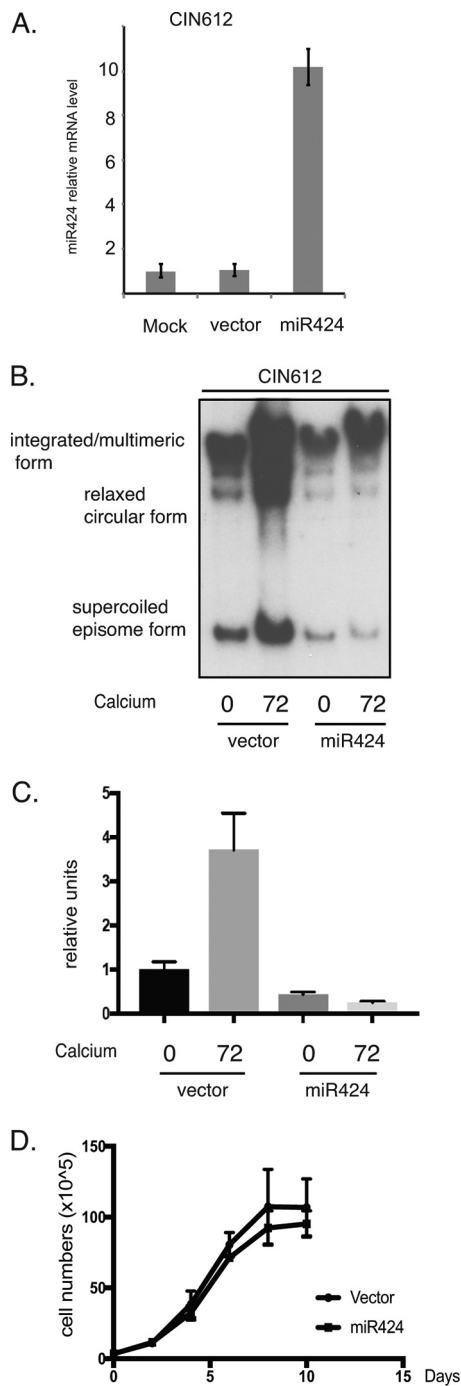 A.
CIN612
miR424 relative mRNA level
10
8
6
4
2
Mock vector miR424
B.
CIN612
integrated/multimeric
form
relaxed
circular form
supercoiled
episome form
Calcium 0 72 0 72
vector miR424
C.
relative units
5
4
3
2
1
0
Calcium 0 72 0 72
vector miR424
D.
cell numbers (x10^5)
150
100
50
0
Vector
miR424
0 5 10 15 Days